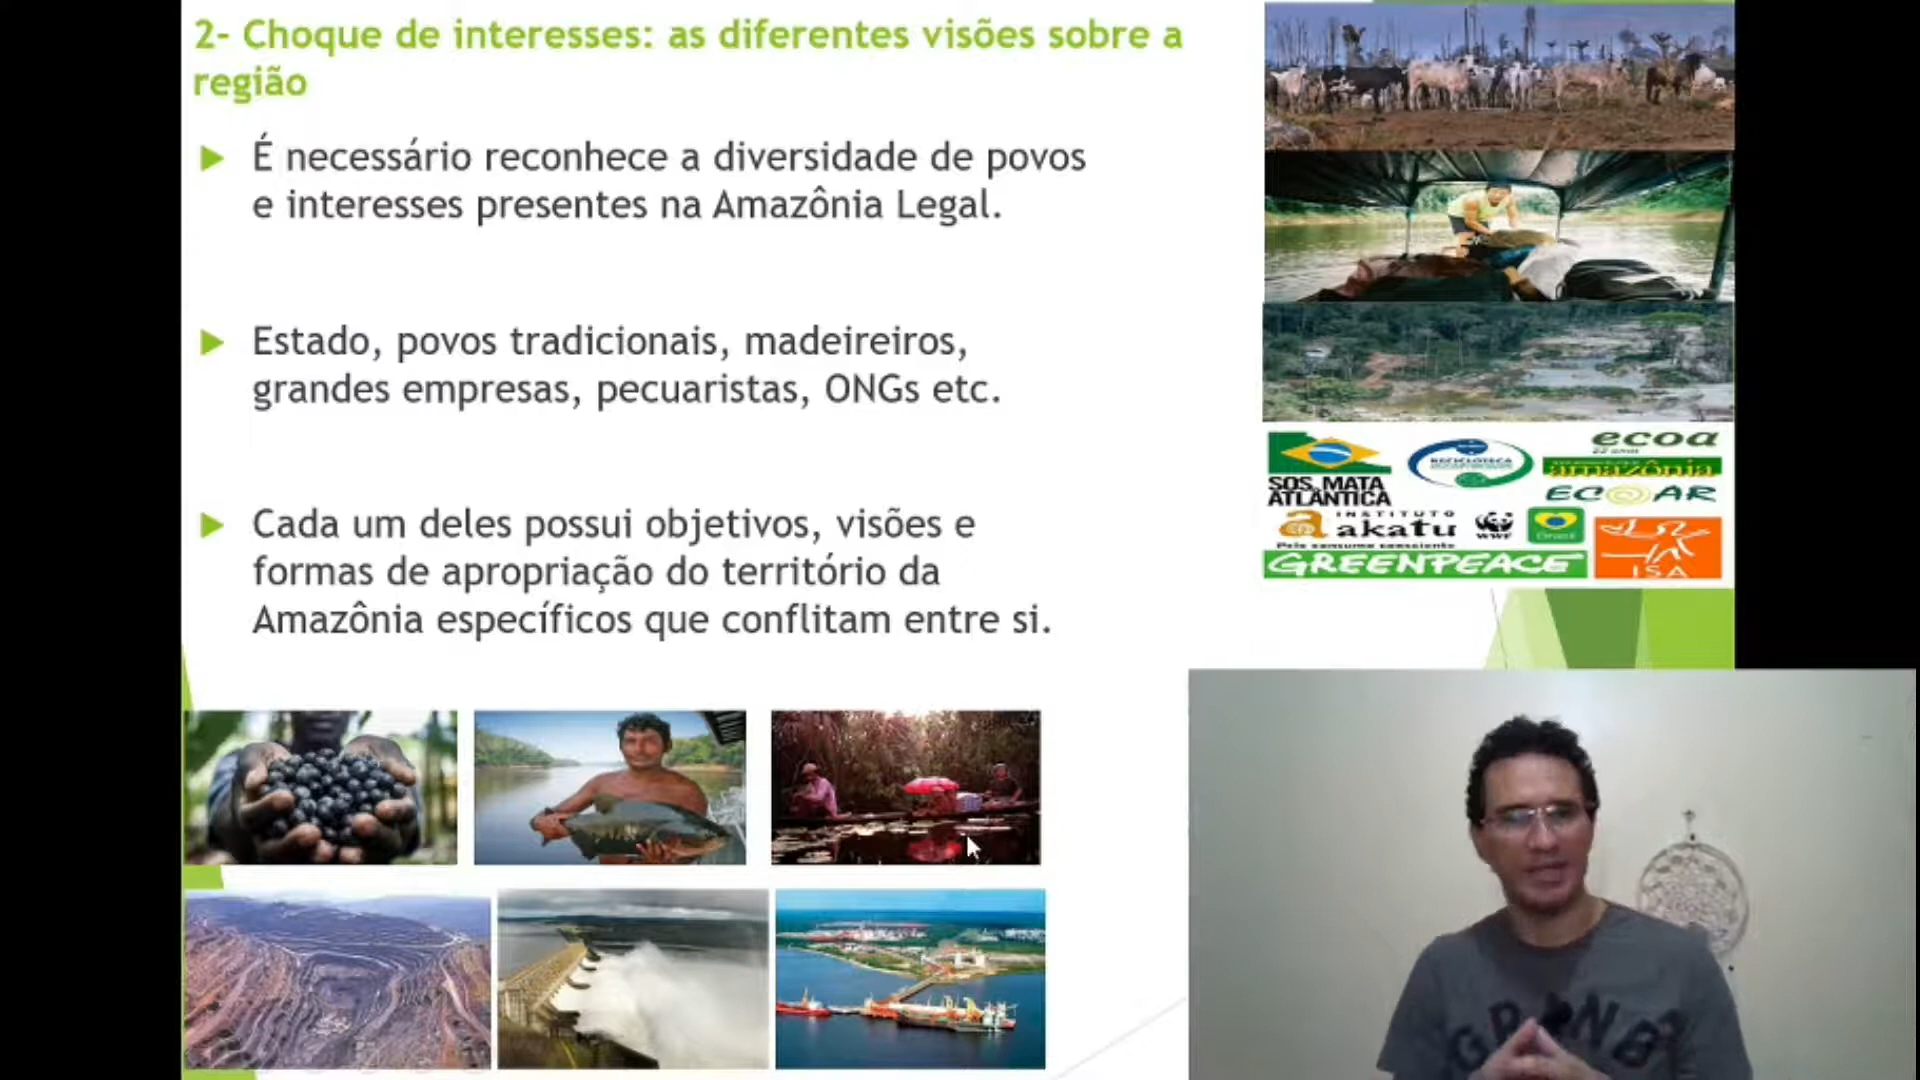 2- Choque de interesses: as diferentes visões sobre a
região
É necessário reconhece a diversidade de povos
e interesses presentes na Amazônia Legal.
Estado, povos tradicionais, madeireiros,
grandes empresas, pecuaristas, ONGs etc.
Cada um deles possui objetivos, visões e
formas de apropriação do território da
Amazônia específicos que conflitam entre si.
SOS MATA
ATLÂNTICA
RECICLOTECA
ecoa
amazônia
ECOAR
INSTITUTO
akatu
Pelo consumo consciente
WWF
Brasil
GREENPEACE
ISA